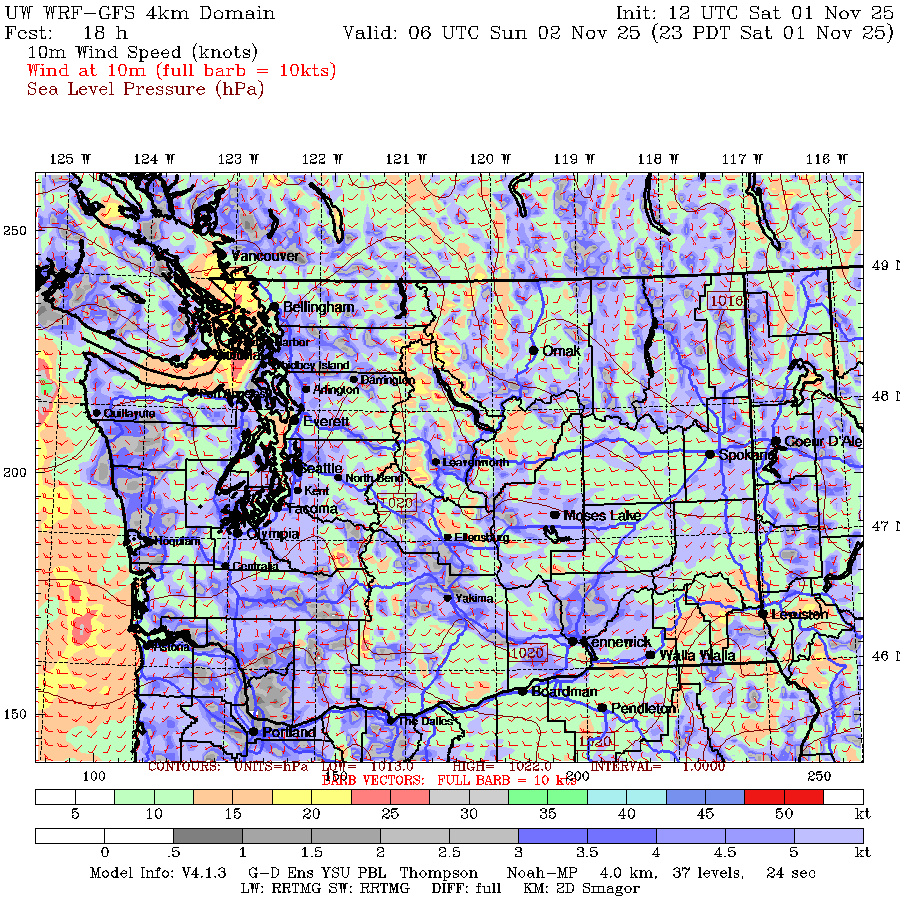 UW WRF-GFS 4km Domain Init: 12 UTC Sat 01 Nov 25
Fcst: 18 h Valid: 06 UTC Sun 02 Nov 25 (23 PDT Sat 01 Nov 25)
10m Wind Speed (knots)
Wind at 10m (full barb = 10kts)
Sea Level Pressure (hPa)
125 W 124 W 123 W 122 W 121 W 120 W 119 W 118 W 117 W 116 W
250
Vancouver
49 N
1016
Bellingham
Harbor
Omak
Darrington
Arlington
48 N
Quillayute
Everett
Coeur D'Ale
Spokane
Leavenworth
200
Seattle
North Bend
Kent
1020
Tacoma
Moses Lake
47 N
Olympia
Ellensburg
Hoquiam
Centralia
Yakima
Lewiston
Kennewick
Astoria
1020
Walla Walla
46 N
Boardman
Pendleton
150
The Dalles
Portland
1020
CONTOURS: UNITS=hPa LOW= 1013.0 HIGH= 1022.0 INTERVAL= 1.0000
100 150 200 250
BARB VECTORS: FULL BARB = 10 kts
5 10 15 20 25 30 35 40 45 50 kt
0 .5 1 1.5 2 2.5 3 3.5 4 4.5 5 kt
Model Info: V4.1.3 G-D Ens YSU PBL Thompson Noah-MP 4.0 km, 37 levels, 24 sec
LW: RRTMG SW: RRTMG DIFF: full KM: 2D Smagor